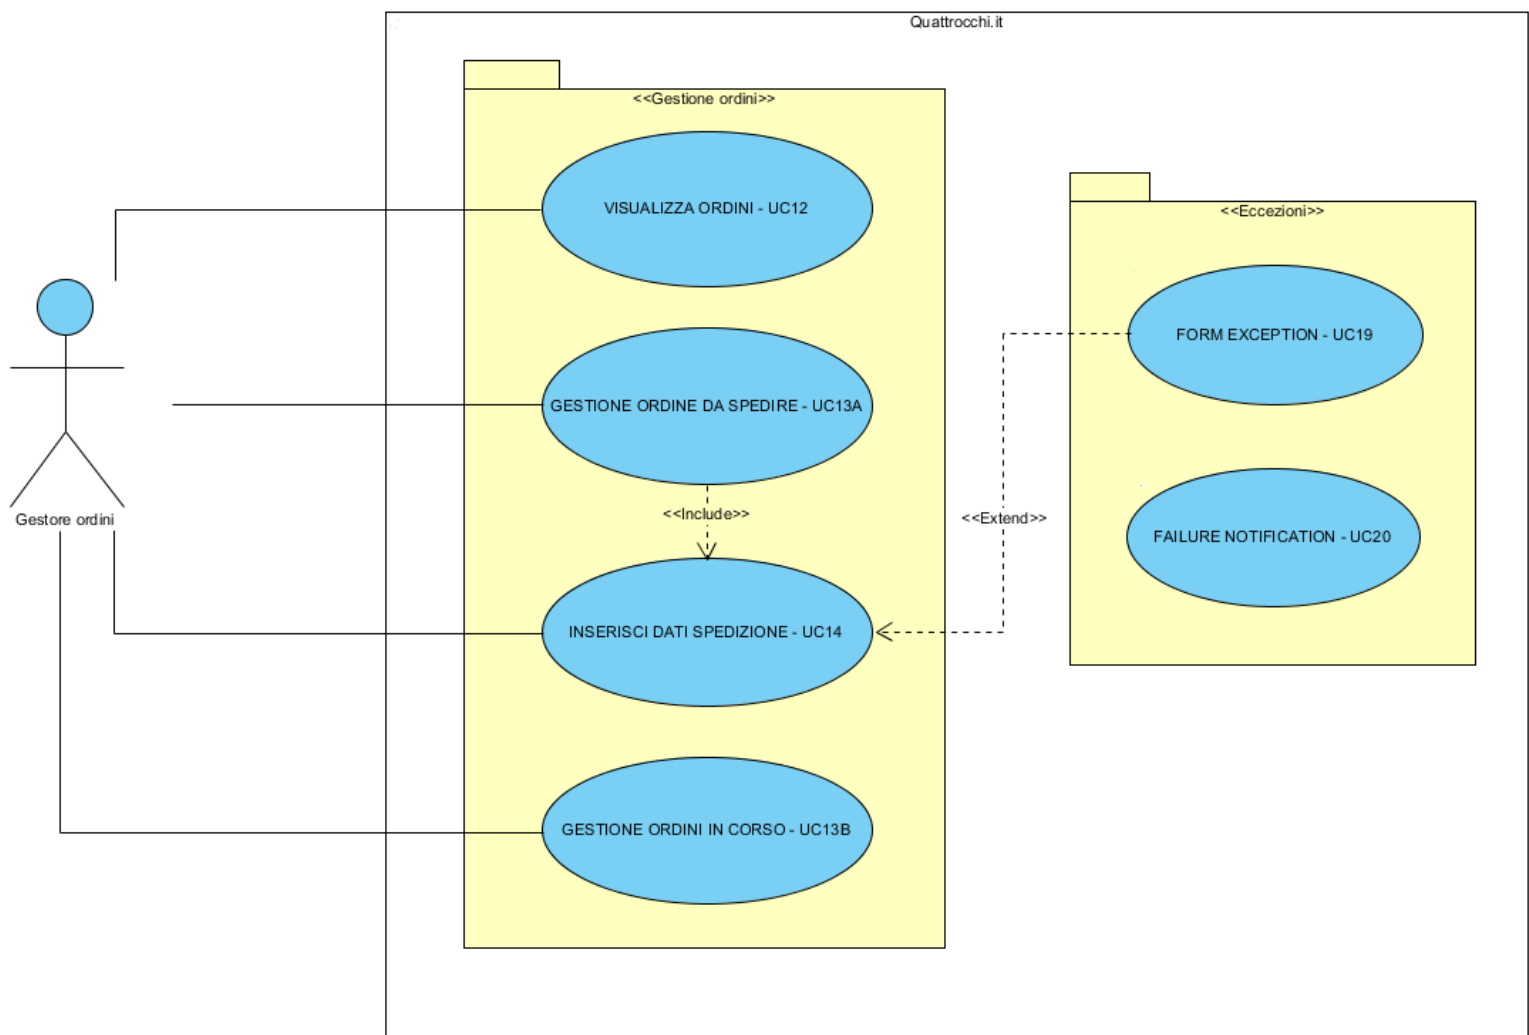 Quattrocchi.it
<<Gestione ordini>>
VISUALIZZA ORDINI - UC12
GESTIONE ORDINE DA SPEDIRE - UC13A
<<Include>>
INSERISCI DATI SPEDIZIONE - UC14
GESTIONE ORDINI IN CORSO - UC13B
Gestore ordini
<<Extend>>
<<Eccezioni>>
FORM EXCEPTION - UC19
FAILURE NOTIFICATION - UC20